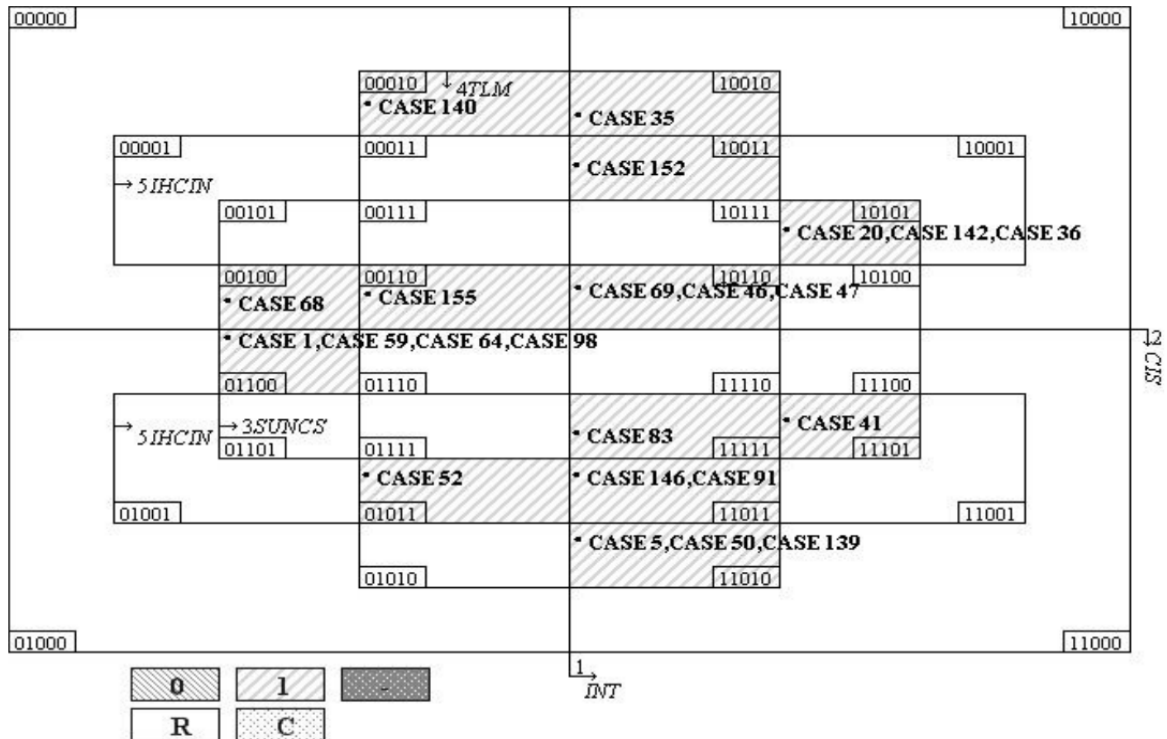 00000 10000
00010 4TLM 10010
CASE 140
CASE 35
00001 00011 10011 10001
CASE 152
5IHCIN
00101 00111 10111 10101
CASE 20,CASE 142,CASE 36
00100 00110 10110 10100
CASE 68 CASE 155 CASE 69,CASE 46,CASE 47
CASE 1,CASE 59,CASE 64,CASE 98
2
CIS
01100 01110 11110 11100
5IHCIN 3SUNCS CASE 83 CASE 41
01101 01111 11111 11101
CASE 52 CASE 146,CASE 91
01001 01011 11011 11001
CASE 5,CASE 50,CASE 139
01010 11010
01000 11000
1
INT
0 1 -
R C